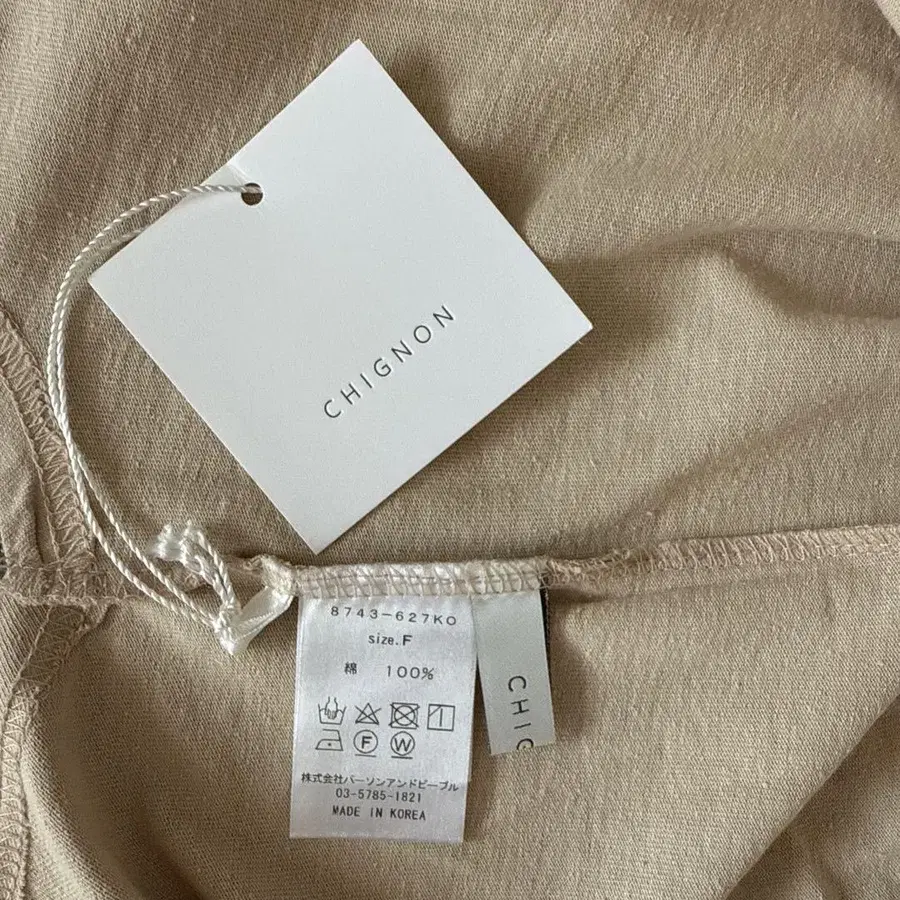 CHIGNON
8743-627KO
size.F
綿 100%
F W
株式会社パーソンアンドピープル
03-5785-1821
MADE IN KOREA
CHIG